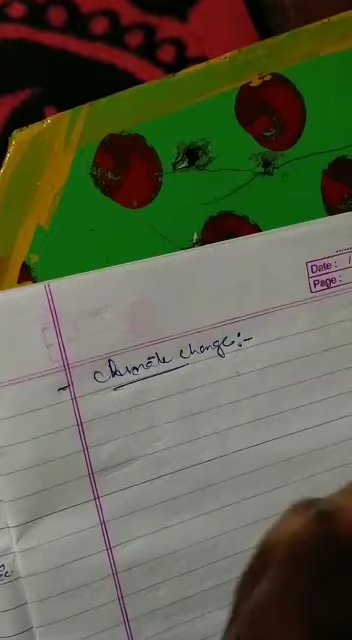 Date : /
Page :
- Climate change :-